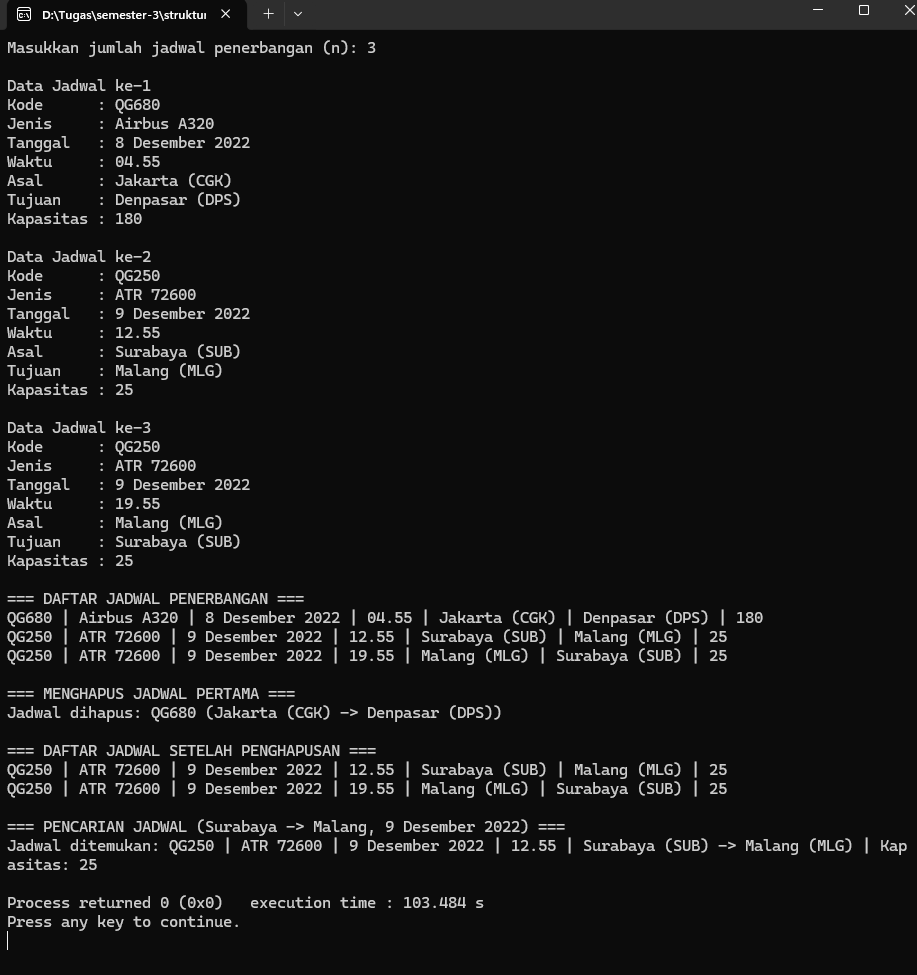 D:\Tugas\semester-3\struktur
Masukkan jumlah jadwal penerbangan (n): 3
Data Jadwal ke-1
Kode      : QG680
Jenis     : Airbus A320
Tanggal   : 8 Desember 2022
Waktu     : 04.55
Asal      : Jakarta (CGK)
Tujuan    : Denpasar (DPS)
Kapasitas : 180
Data Jadwal ke-2
Kode      : QG250
Jenis     : ATR 72600
Tanggal   : 9 Desember 2022
Waktu     : 12.55
Asal      : Surabaya (SUB)
Tujuan    : Malang (MLG)
Kapasitas : 25
Data Jadwal ke-3
Kode      : QG250
Jenis     : ATR 72600
Tanggal   : 9 Desember 2022
Waktu     : 19.55
Asal      : Malang (MLG)
Tujuan    : Surabaya (SUB)
Kapasitas : 25
=== DAFTAR JADWAL PENERBANGAN ===
QG680 | Airbus A320 | 8 Desember 2022 | 04.55 | Jakarta (CGK) | Denpasar (DPS) | 180
QG250 | ATR 72600 | 9 Desember 2022 | 12.55 | Surabaya (SUB) | Malang (MLG) | 25
QG250 | ATR 72600 | 9 Desember 2022 | 19.55 | Malang (MLG) | Surabaya (SUB) | 25
=== MENGHAPUS JADWAL PERTAMA ===
Jadwal dihapus: QG680 (Jakarta (CGK) -> Denpasar (DPS))
=== DAFTAR JADWAL SETELAH PENGHAPUSAN ===
QG250 | ATR 72600 | 9 Desember 2022 | 12.55 | Surabaya (SUB) | Malang (MLG) | 25
QG250 | ATR 72600 | 9 Desember 2022 | 19.55 | Malang (MLG) | Surabaya (SUB) | 25
=== PENCARIAN JADWAL (Surabaya -> Malang, 9 Desember 2022) ===
Jadwal ditemukan: QG250 | ATR 72600 | 9 Desember 2022 | 12.55 | Surabaya (SUB) -> Malang (MLG) | Kap
asitas: 25
Process returned 0 (0x0)   execution time : 103.484 s
Press any key to continue.